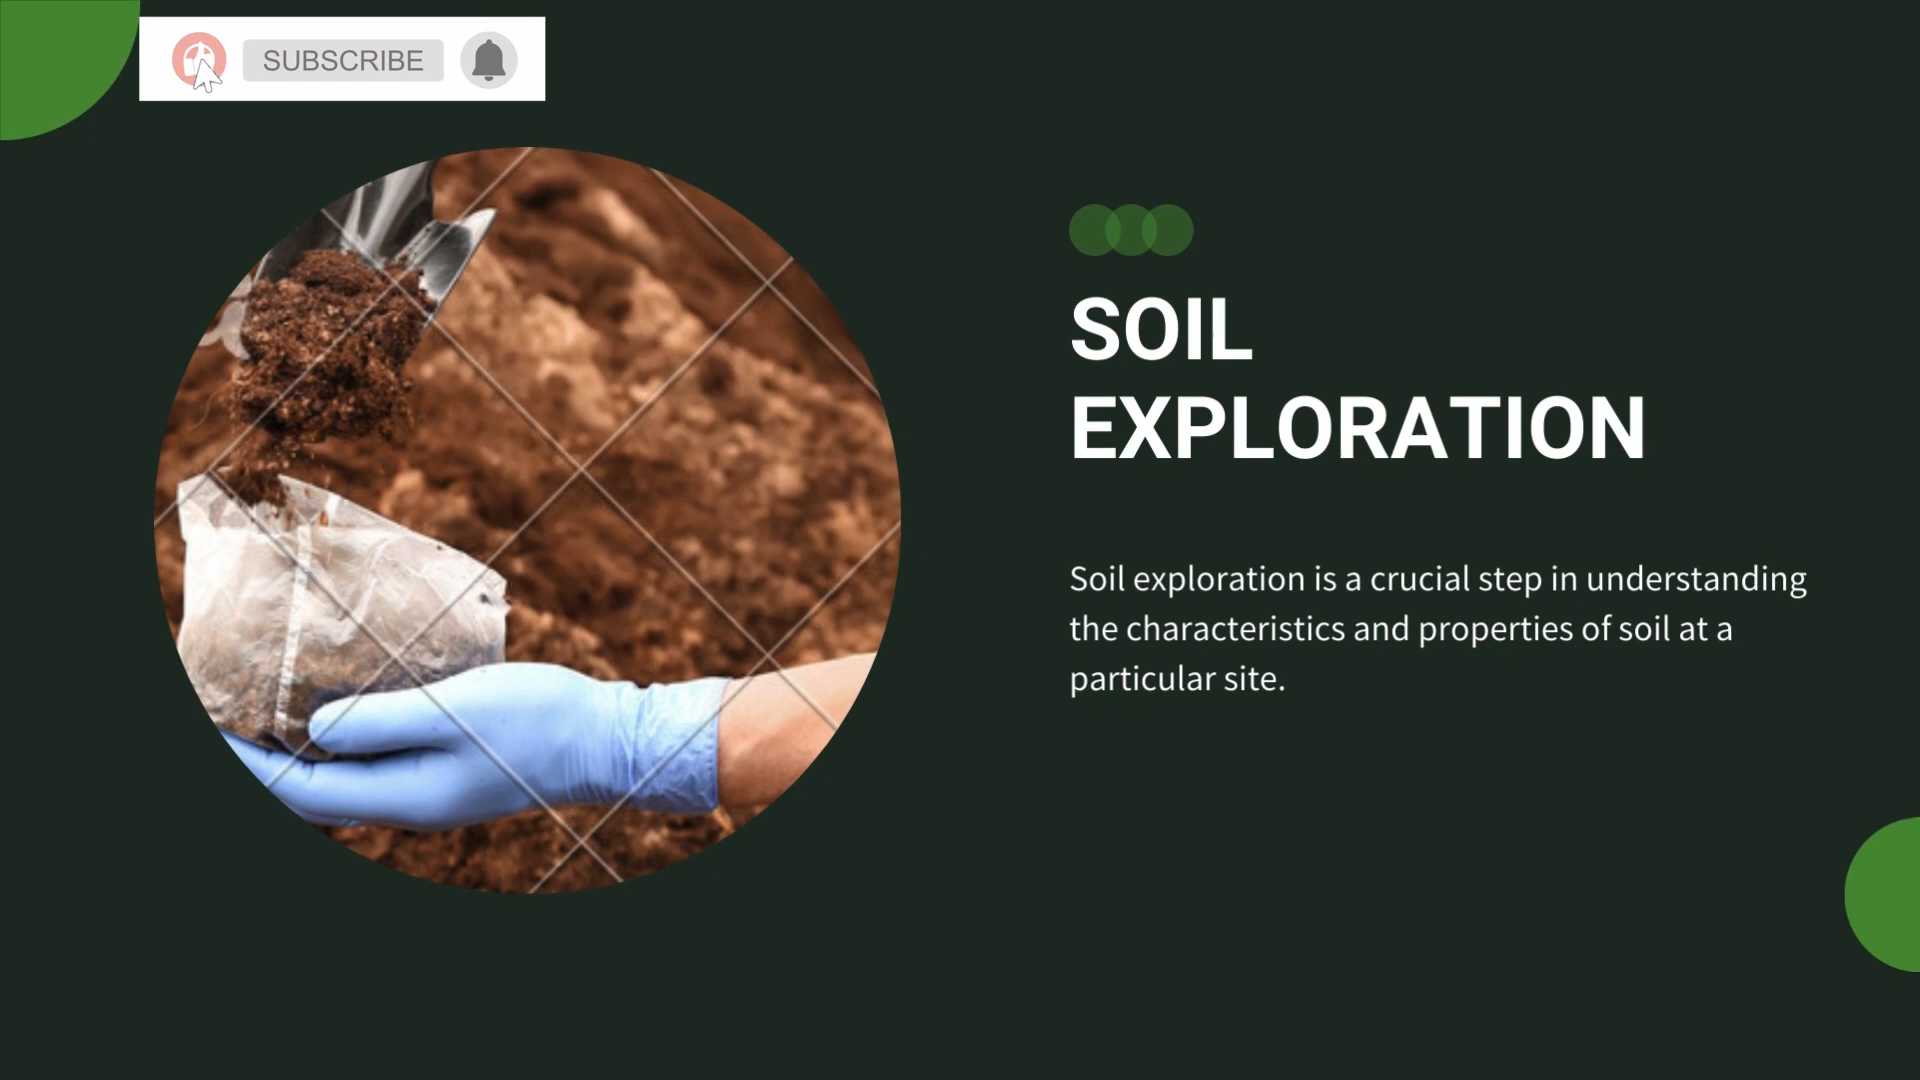 SUBSCRIBE
SOIL
EXPLORATION
Soil exploration is a crucial step in understanding
the characteristics and properties of soil at a
particular site.